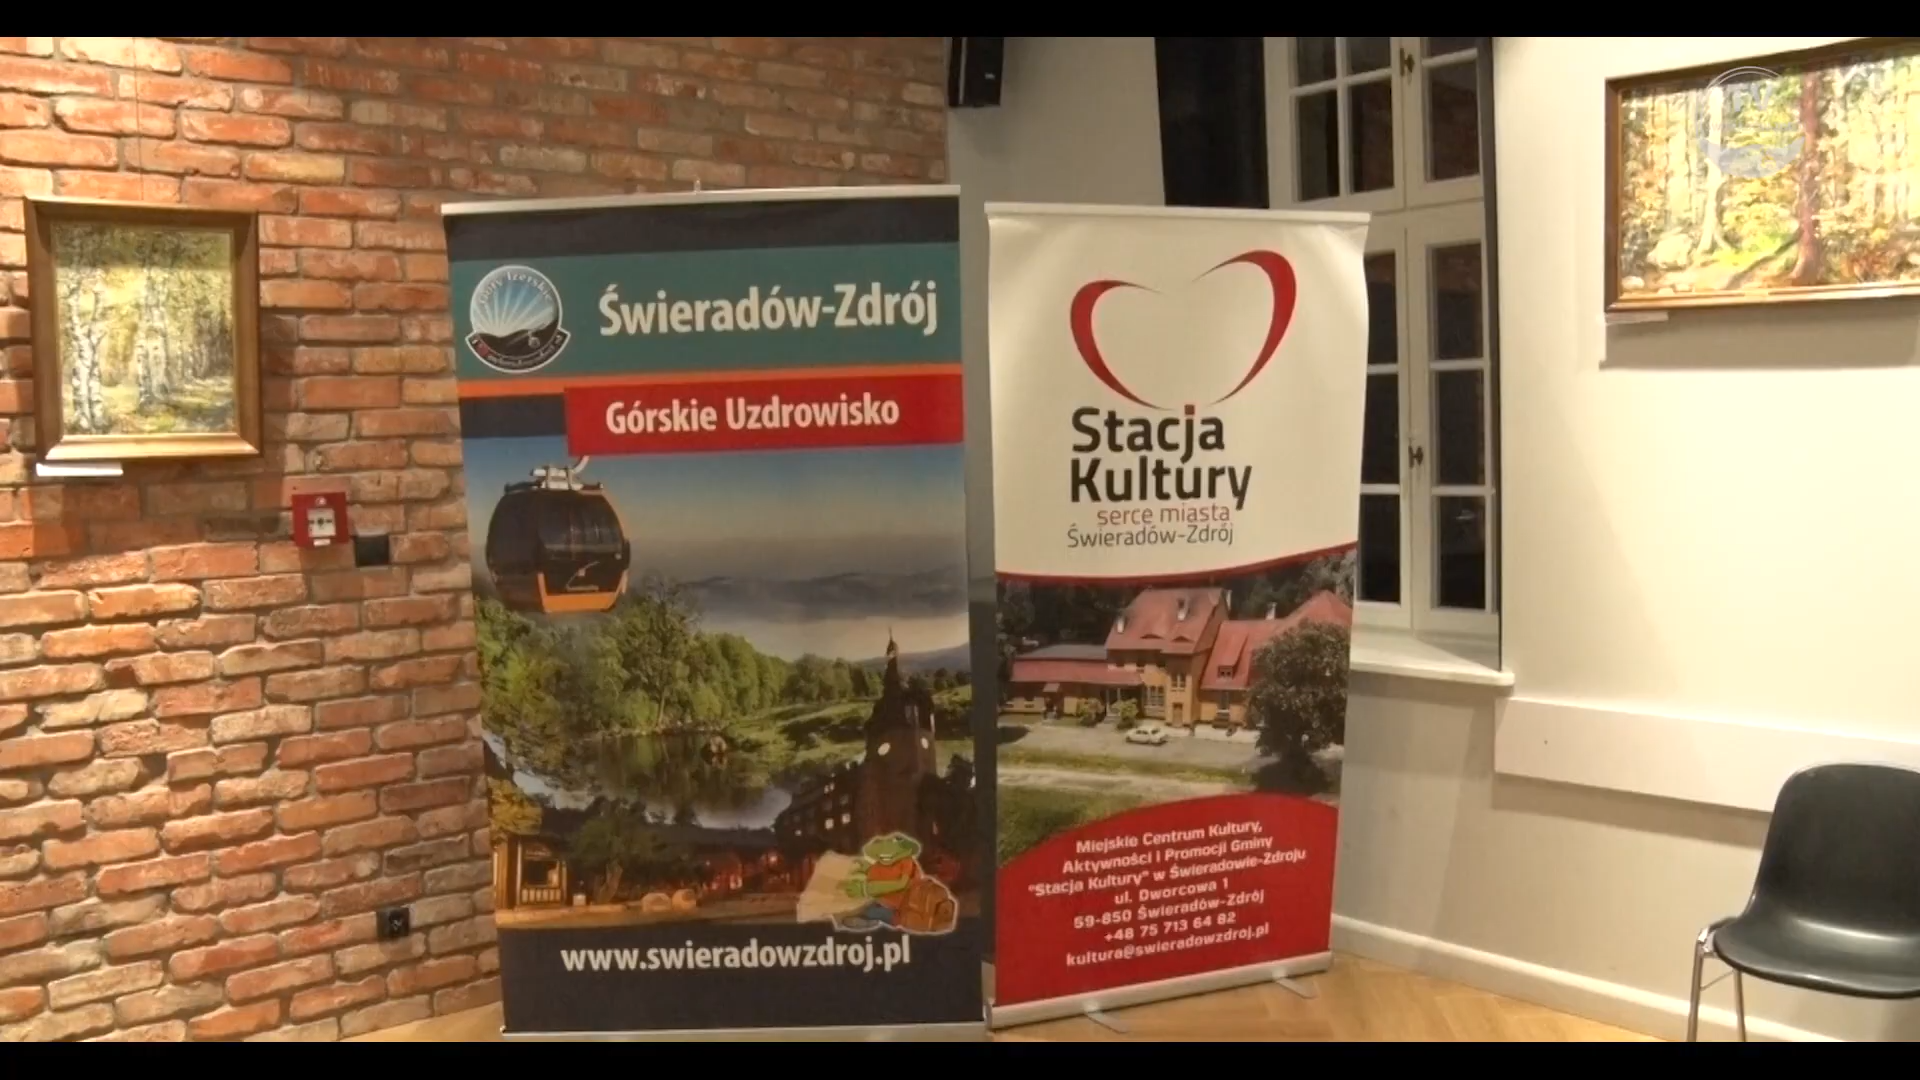 Góry Izerskie
Świeradów-Zdrój
Górskie Uzdrowisko
www.swieradowzdroj.pl
Stacja
Kultury
serce miasta
Świeradów-Zdrój
Miejskie Centrum Kultury,
Aktywności i Promocji Gminy
"Stacja Kultury" w Świeradowie-Zdroju
ul. Dworcowa 1
59-850 Świeradów-Zdrój
+48 75 713 64 82
kultura@swieradowzdroj.pl